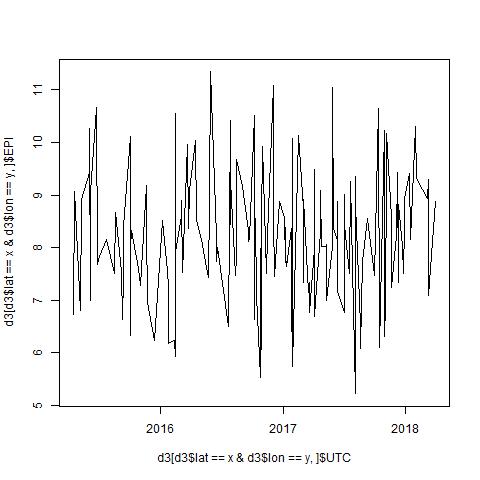 d3[d3$lat == x & d3$lon == y, ]$EPI
11
10
9
8
7
6
5
2016 2017 2018
d3[d3$lat == x & d3$lon == y, ]$UTC